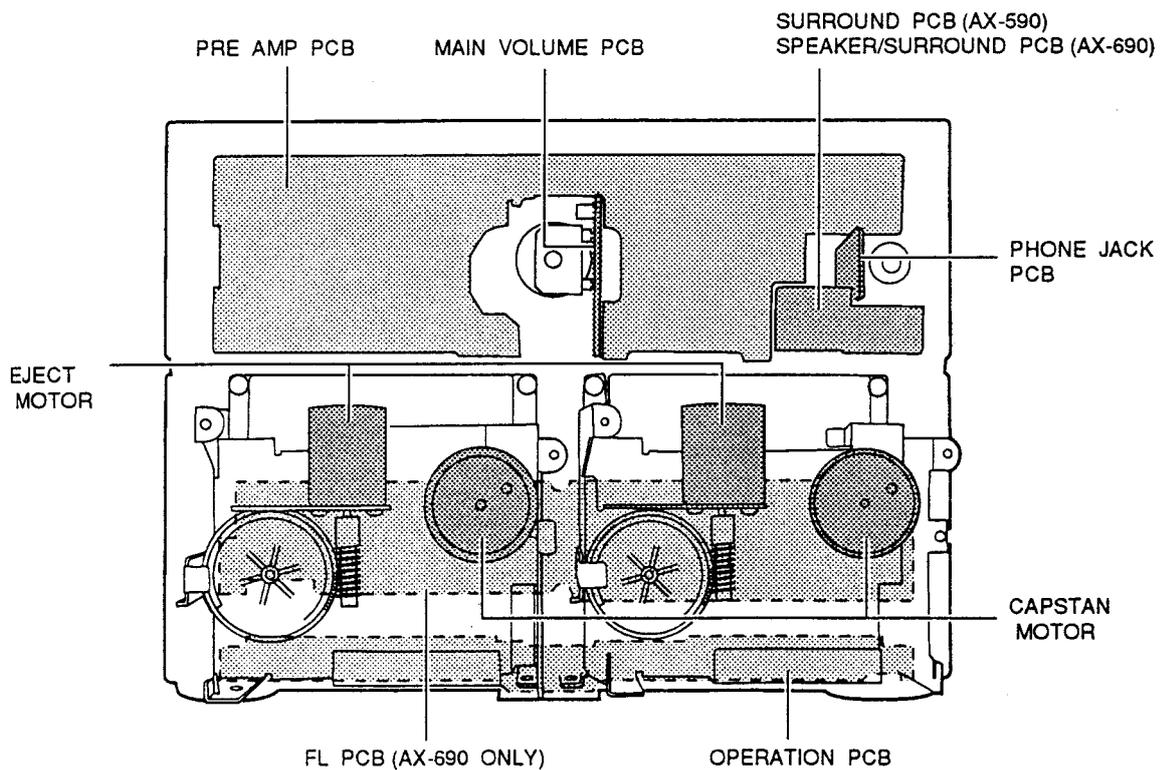 SURROUND PCB (AX-590)
PRE AMP PCB
MAIN VOLUME PCB
SPEAKER/SURROUND PCB (AX-690)
PHONE JACK
PCB
EJECT
MOTOR
CAPSTAN
MOTOR
FL PCB (AX-690 ONLY)
OPERATION PCB